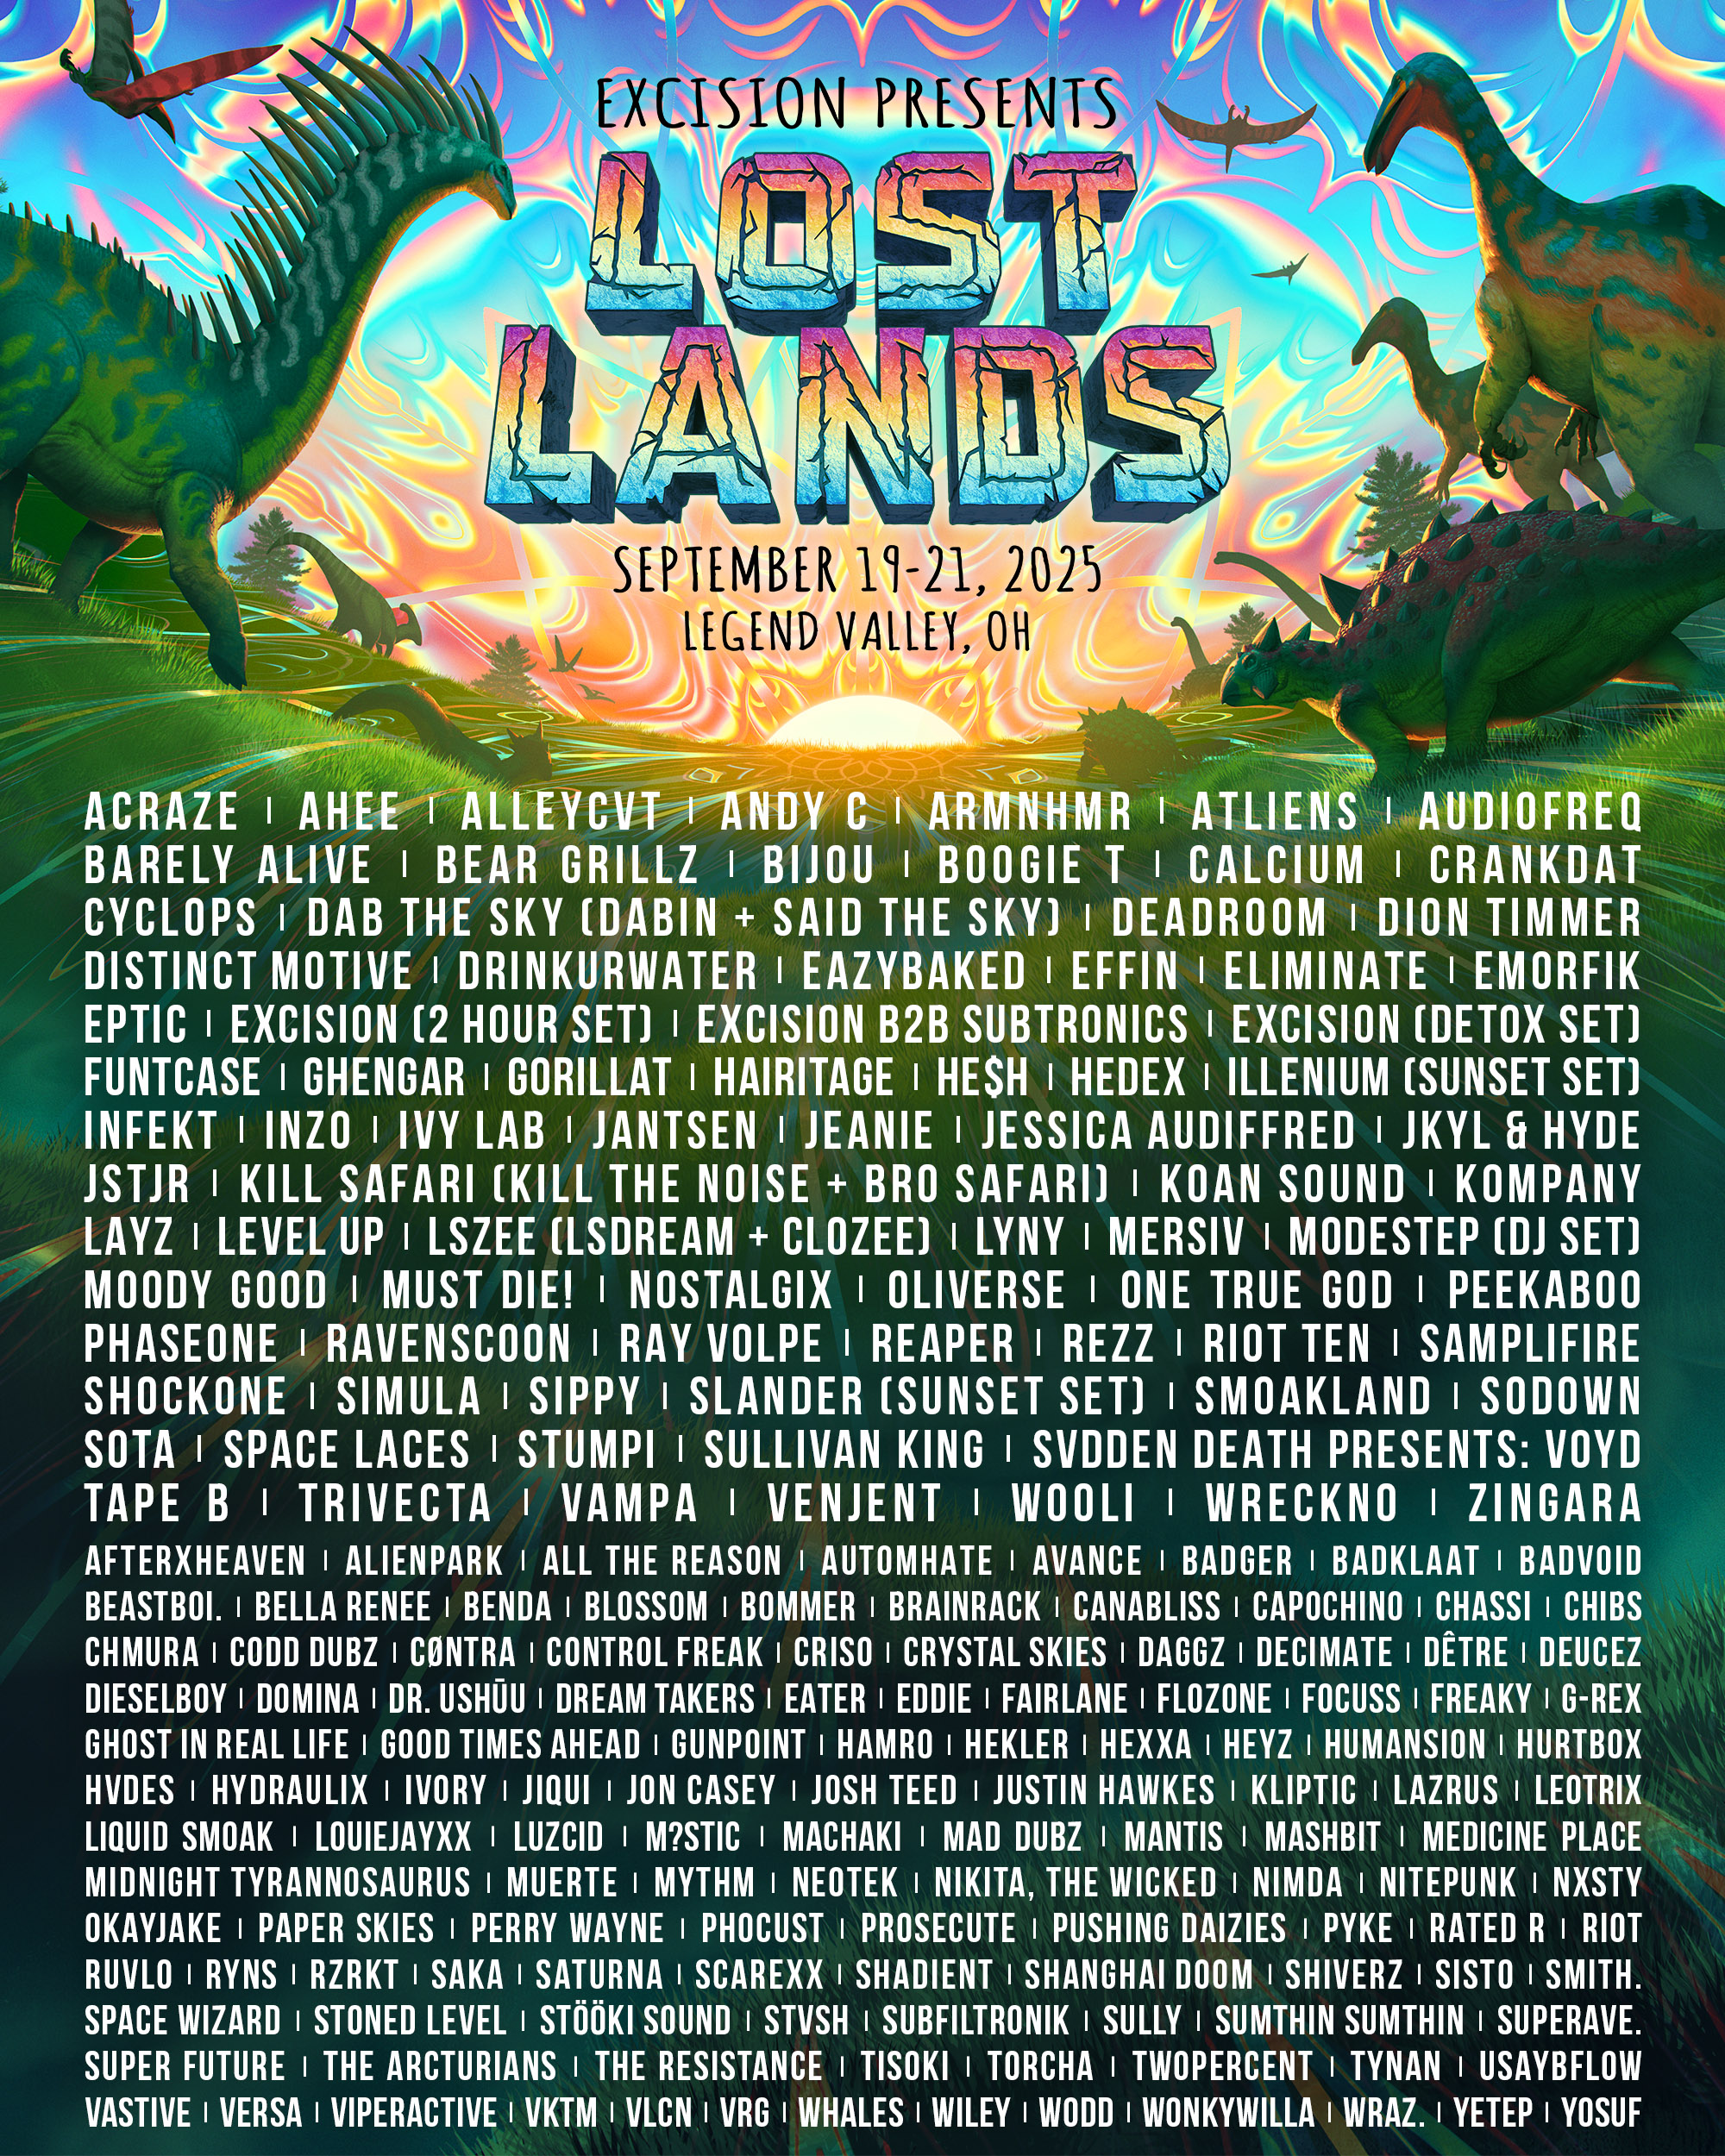 EXCISION PRESENTS
LOST
LANDS
SEPTEMBER 19-21, 2025
LEGEND VALLEY, OH
ACRAZE | AHEE | ALLEYCVT | ANDY C | ARMNHMR | ATLIENS | AUDIOFREQ
BARELY ALIVE | BEAR GRILLZ | BIJOU | BOOGIE T | CALCIUM | CRANKDAT
CYCLOPS | DAB THE SKY (DABIN + SAID THE SKY) | DEADROOM | DION TIMMER
DISTINCT MOTIVE | DRINKURWATER | EAZYBAKED | EFFIN | ELIMINATE | EMORFIK
EPTIC | EXCISION (2 HOUR SET) | EXCISION B2B SUBTRONICS | EXCISION (DETOX SET)
FUNTCASE | GHENGAR | GORILLAT | HAIRITAGE | HE$H | HEDEX | ILLENIUM (SUNSET SET)
INFEKT | INZO | IVY LAB | JANTSEN | JEANIE | JESSICA AUDIFFRED | JKYL & HYDE
JSTJR | KILL SAFARI (KILL THE NOISE + BRO SAFARI) | KOAN SOUND | KOMPANY
LAYZ | LEVEL UP | LSZEE (LSDREAM + CLOZEE) | LYNY | MERSIV | MODESTEP (DJ SET)
MOODY GOOD | MUST DIE! | NOSTALGIX | OLIVERSE | ONE TRUE GOD | PEEKABOO
PHASEONE | RAVENSCOON | RAY VOLPE | REAPER | REZZ | RIOT TEN | SAMPLIFIRE
SHOCKONE | SIMULA | SIPPY | SLANDER (SUNSET SET) | SMOAKLAND | SODOWN
SOTA | SPACE LACES | STUMPI | SULLIVAN KING | SVDDEN DEATH PRESENTS: VOYD
TAPE B | TRIVECTA | VAMPA | VENJENT | WOOLI | WRECKNO | ZINGARA
AFTERXHEAVEN | ALIENPARK | ALL THE REASON | AUTOMHATE | AVANCE | BADGER | BADKLAAT | BADVOID
BEASTBOI. | BELLA RENEE | BENDA | BLOSSOM | BOMMER | BRAINRACK | CANABLISS | CAPOCHINO | CHASSI | CHIBS
CHMURA | CODD DUBZ | CØNTRA | CONTROL FREAK | CRISO | CRYSTAL SKIES | DAGGZ | DECIMATE | DÊTRE | DEUCEZ
DIESELBOY | DOMINA | DR. USHŪU | DREAM TAKERS | EATER | EDDIE | FAIRLANE | FLOZONE | FOCUSS | FREAKY | G-REX
GHOST IN REAL LIFE | GOOD TIMES AHEAD | GUNPOINT | HAMRO | HEKLER | HEXXA | HEYZ | HUMANSION | HURTBOX
HVDES | HYDRAULIX | IVORY | JIQUI | JON CASEY | JOSH TEED | JUSTIN HAWKES | KLIPTIC | LAZRUS | LEOTRIX
LIQUID SMOAK | LOUIEJAYXX | LUZCID | M?STIC | MACHAKI | MAD DUBZ | MANTIS | MASHBIT | MEDICINE PLACE
MIDNIGHT TYRANNOSAURUS | MUERTE | MYTHM | NEOTEK | NIKITA, THE WICKED | NIMDA | NITEPUNK | NXSTY
OKAYJAKE | PAPER SKIES | PERRY WAYNE | PHOCUST | PROSECUTE | PUSHING DAIZIES | PYKE | RATED R | RIOT
RUVLO | RYNS | RZRKT | SAKA | SATURNA | SCAREXX | SHADIENT | SHANGHAI DOOM | SHIVERZ | SISTO | SMITH.
SPACE WIZARD | STONED LEVEL | STÖÖKI SOUND | STVSH | SUBFILTRONIK | SULLY | SUMTHIN SUMTHIN | SUPERAVE.
SUPER FUTURE | THE ARCTURIANS | THE RESISTANCE | TISOKI | TORCHA | TWOPERCENT | TYNAN | USAYBFLOW
VASTIVE | VERSA | VIPERACTIVE | VKTM | VLCN | VRG | WHALES | WILEY | WODD | WONKYWILLA | WRAZ. | YETEP | YOSUF